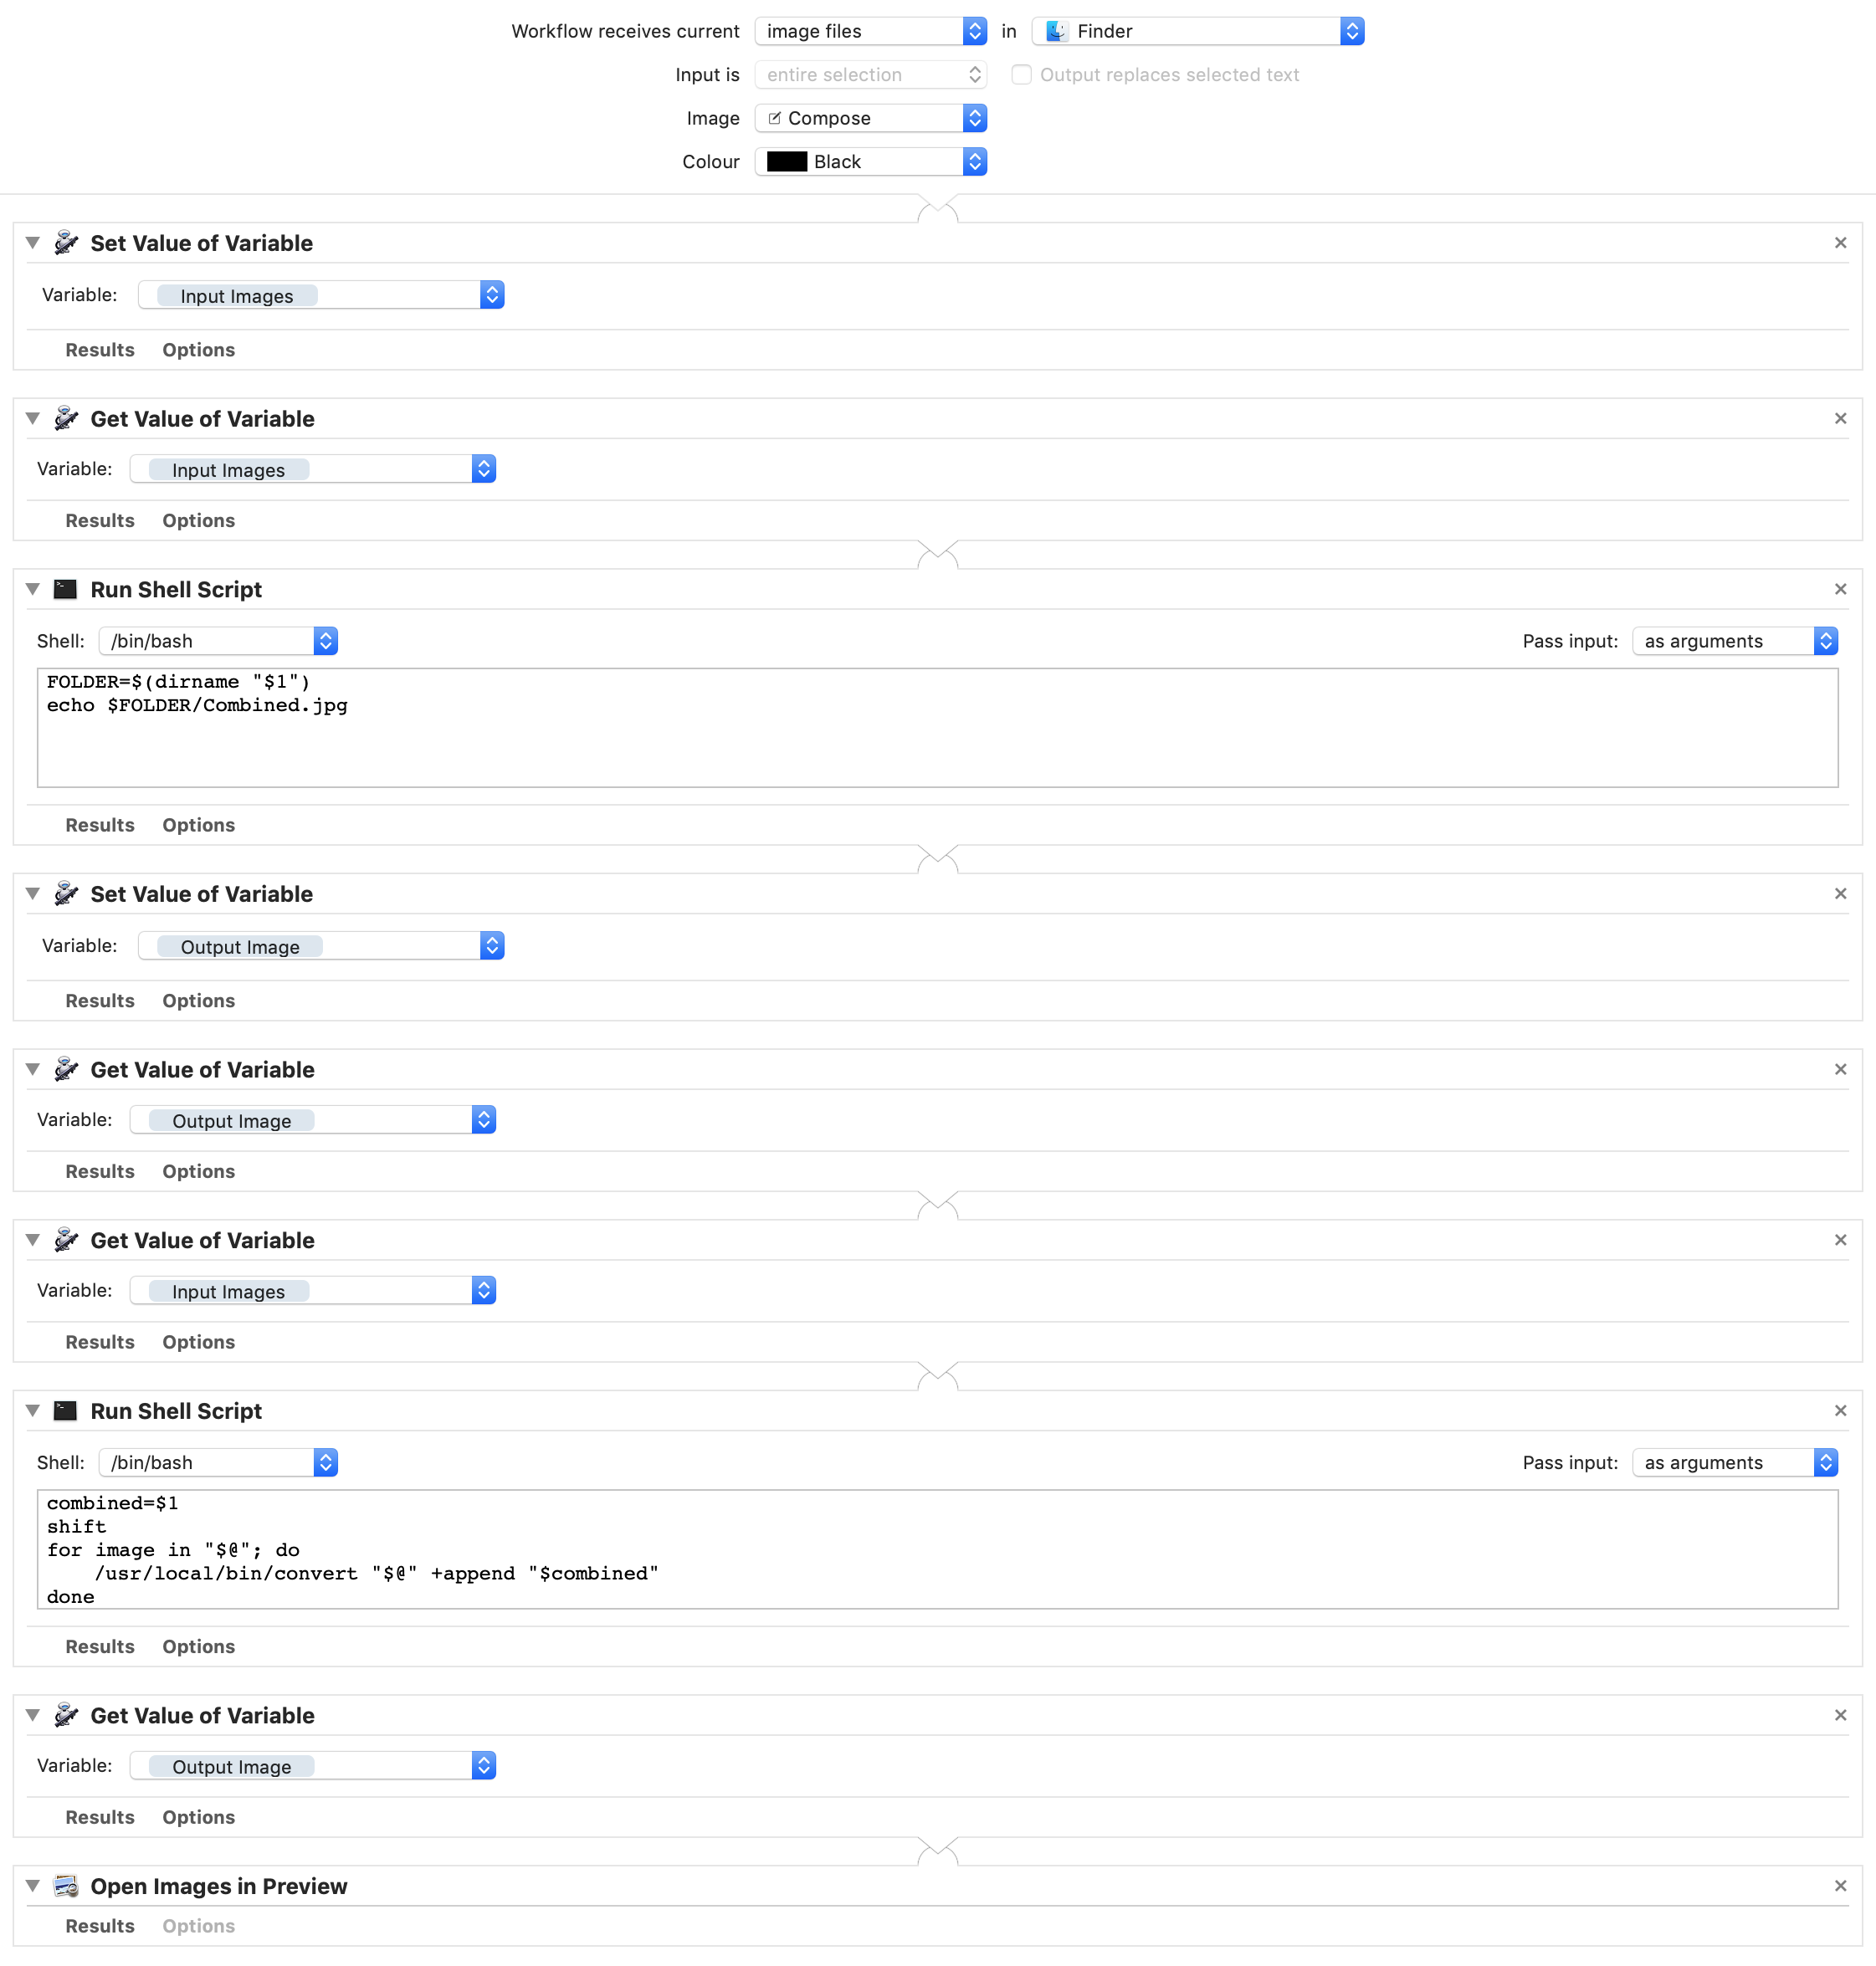 Workflow receives current image files in Finder
Input is entire selection Output replaces selected text
Image Compose
Colour Black
Set Value of Variable
Variable: Input Images
Results Options
Get Value of Variable
Variable: Input Images
Results Options
Run Shell Script
Shell: /bin/bash Pass input: as arguments
FOLDER=$(dirname "$1")
echo $FOLDER/Combined.jpg
Results Options
Set Value of Variable
Variable: Output Image
Results Options
Get Value of Variable
Variable: Output Image
Results Options
Get Value of Variable
Variable: Input Images
Results Options
Run Shell Script
Shell: /bin/bash Pass input: as arguments
combined=$1
shift
for image in "$@"; do
    /usr/local/bin/convert "$@" +append "$combined"
done
Results Options
Get Value of Variable
Variable: Output Image
Results Options
Open Images in Preview
Results Options